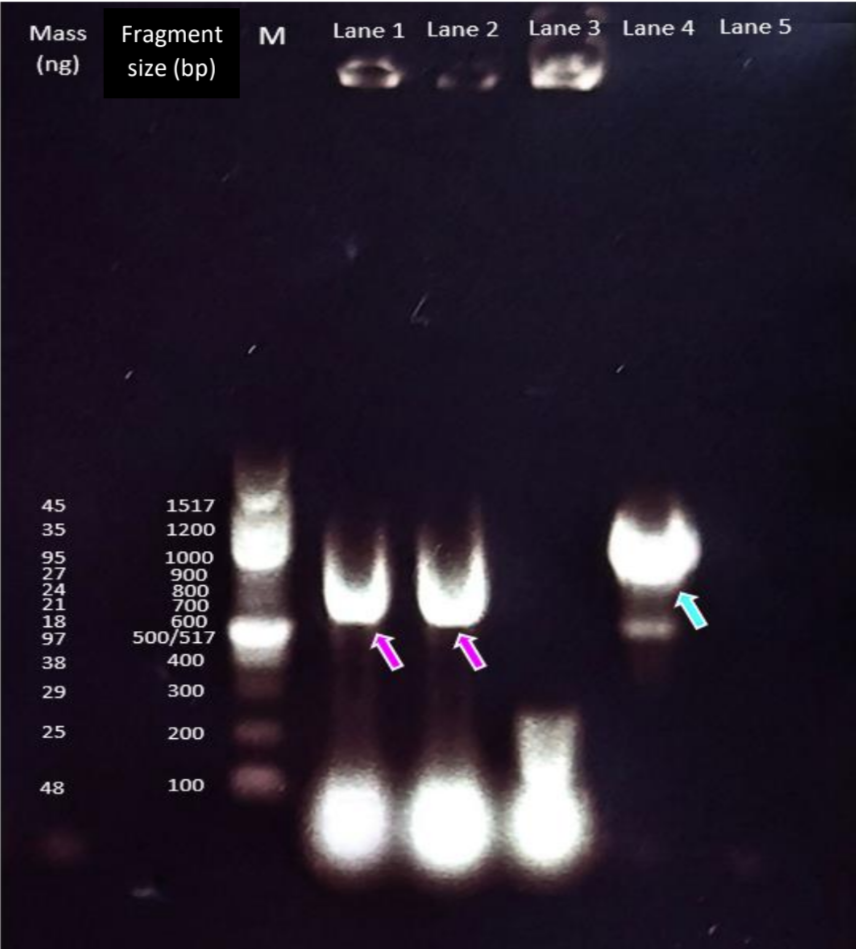 Mass
(ng)
Fragment
size (bp)
M
Lane 1
Lane 2
Lane 3
Lane 4
Lane 5
45 1517
35 1200
95 1000
27 900
24 800
21 700
18 600
97 500/517
38 400
29 300
25 200
48 100